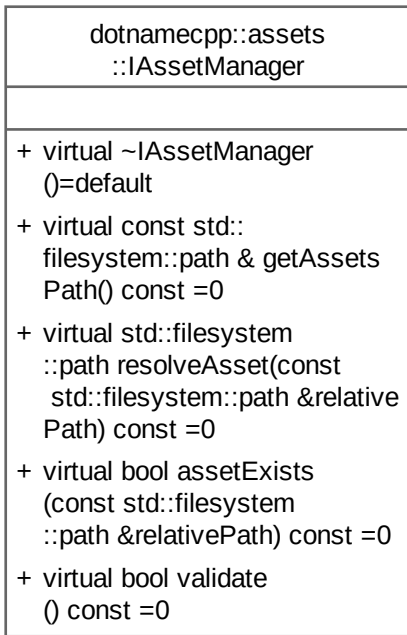 dotnamecpp::assets
::IAssetManager
+ virtual ~IAssetManager
()=default
+ virtual const std::
filesystem::path & getAssets
Path() const =0
+ virtual std::filesystem
::path resolveAsset(const
std::filesystem::path &relative
Path) const =0
+ virtual bool assetExists
(const std::filesystem
::path &relativePath) const =0
+ virtual bool validate
() const =0